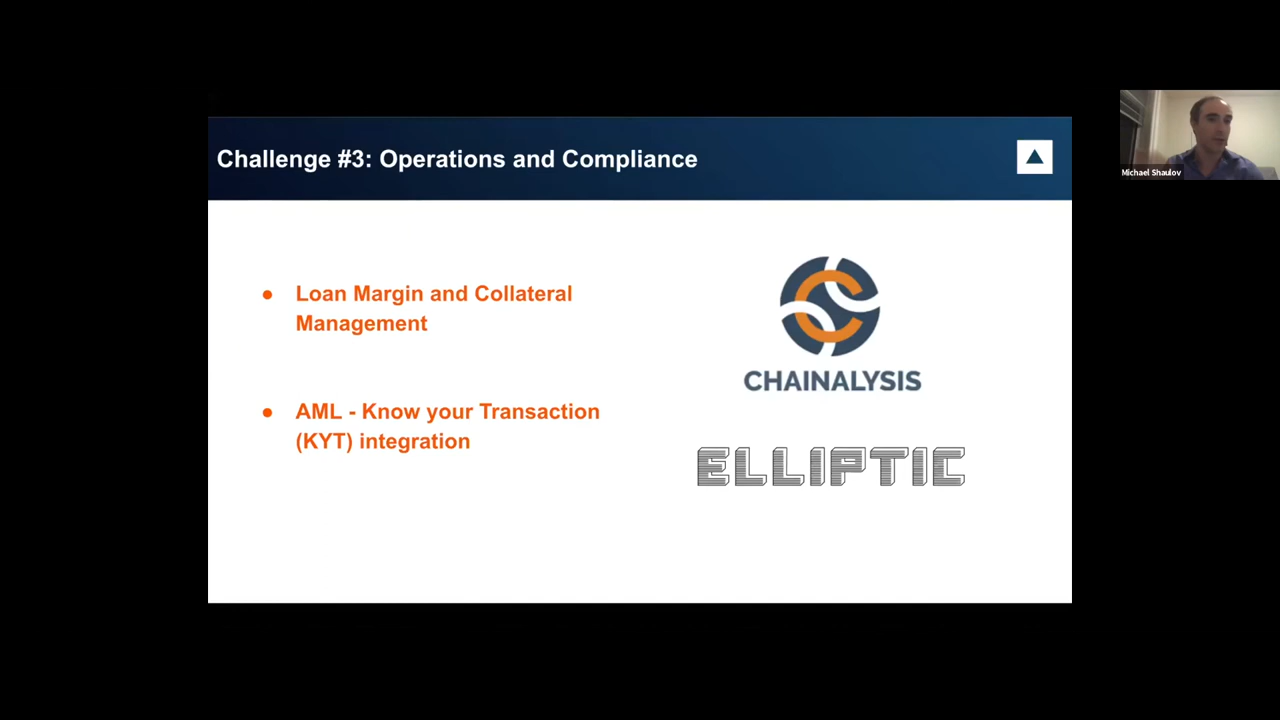 Challenge #3: Operations and Compliance
● Loan Margin and Collateral
Management
● AML - Know your Transaction
(KYT) integration
CHAINALYSIS
ELLIPTIC
Michael Shaulov